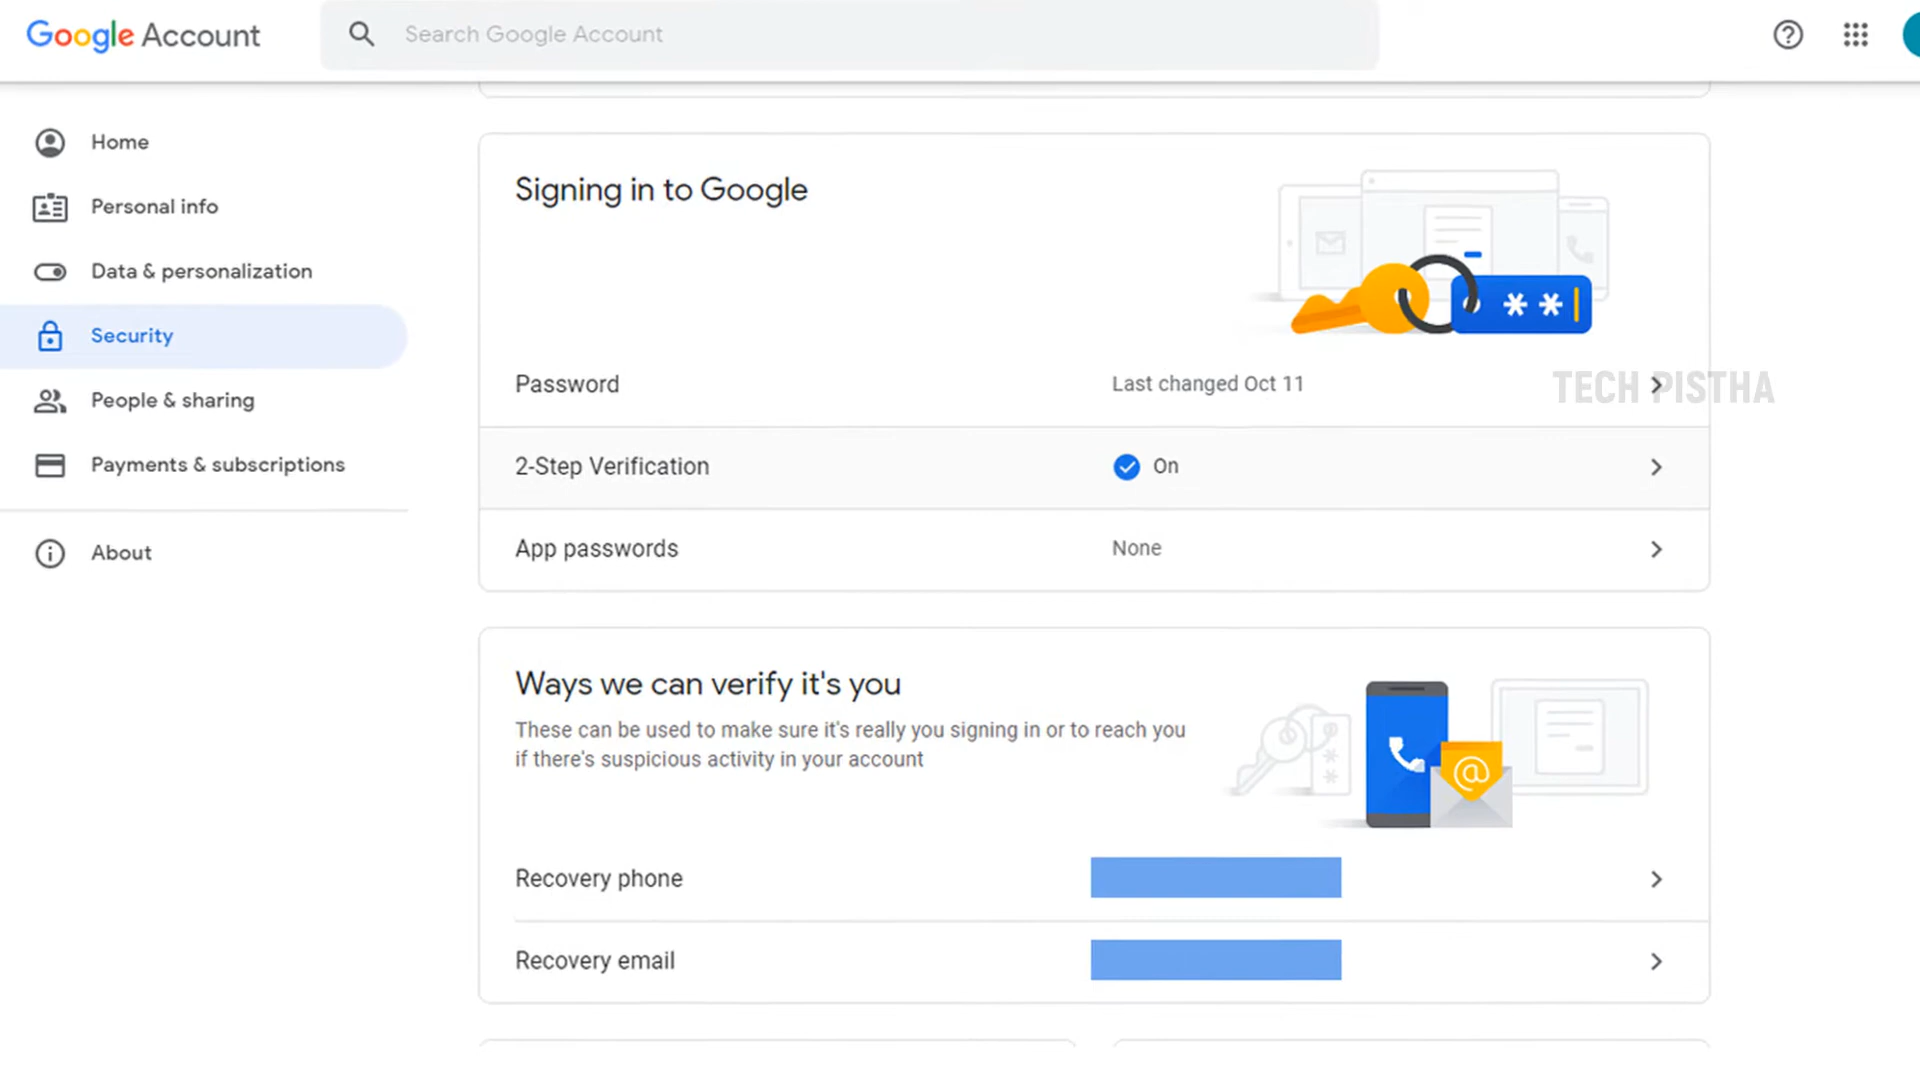 Google Account
Search Google Account
Home
Personal info
Data & personalization
Security
People & sharing
Payments & subscriptions
About
Signing in to Google
**
Password Last changed Oct 11
TECH PISTHA
2-Step Verification On
App passwords None
Ways we can verify it's you
These can be used to make sure it's really you signing in or to reach you
if there's suspicious activity in your account
@
Recovery phone
Recovery email